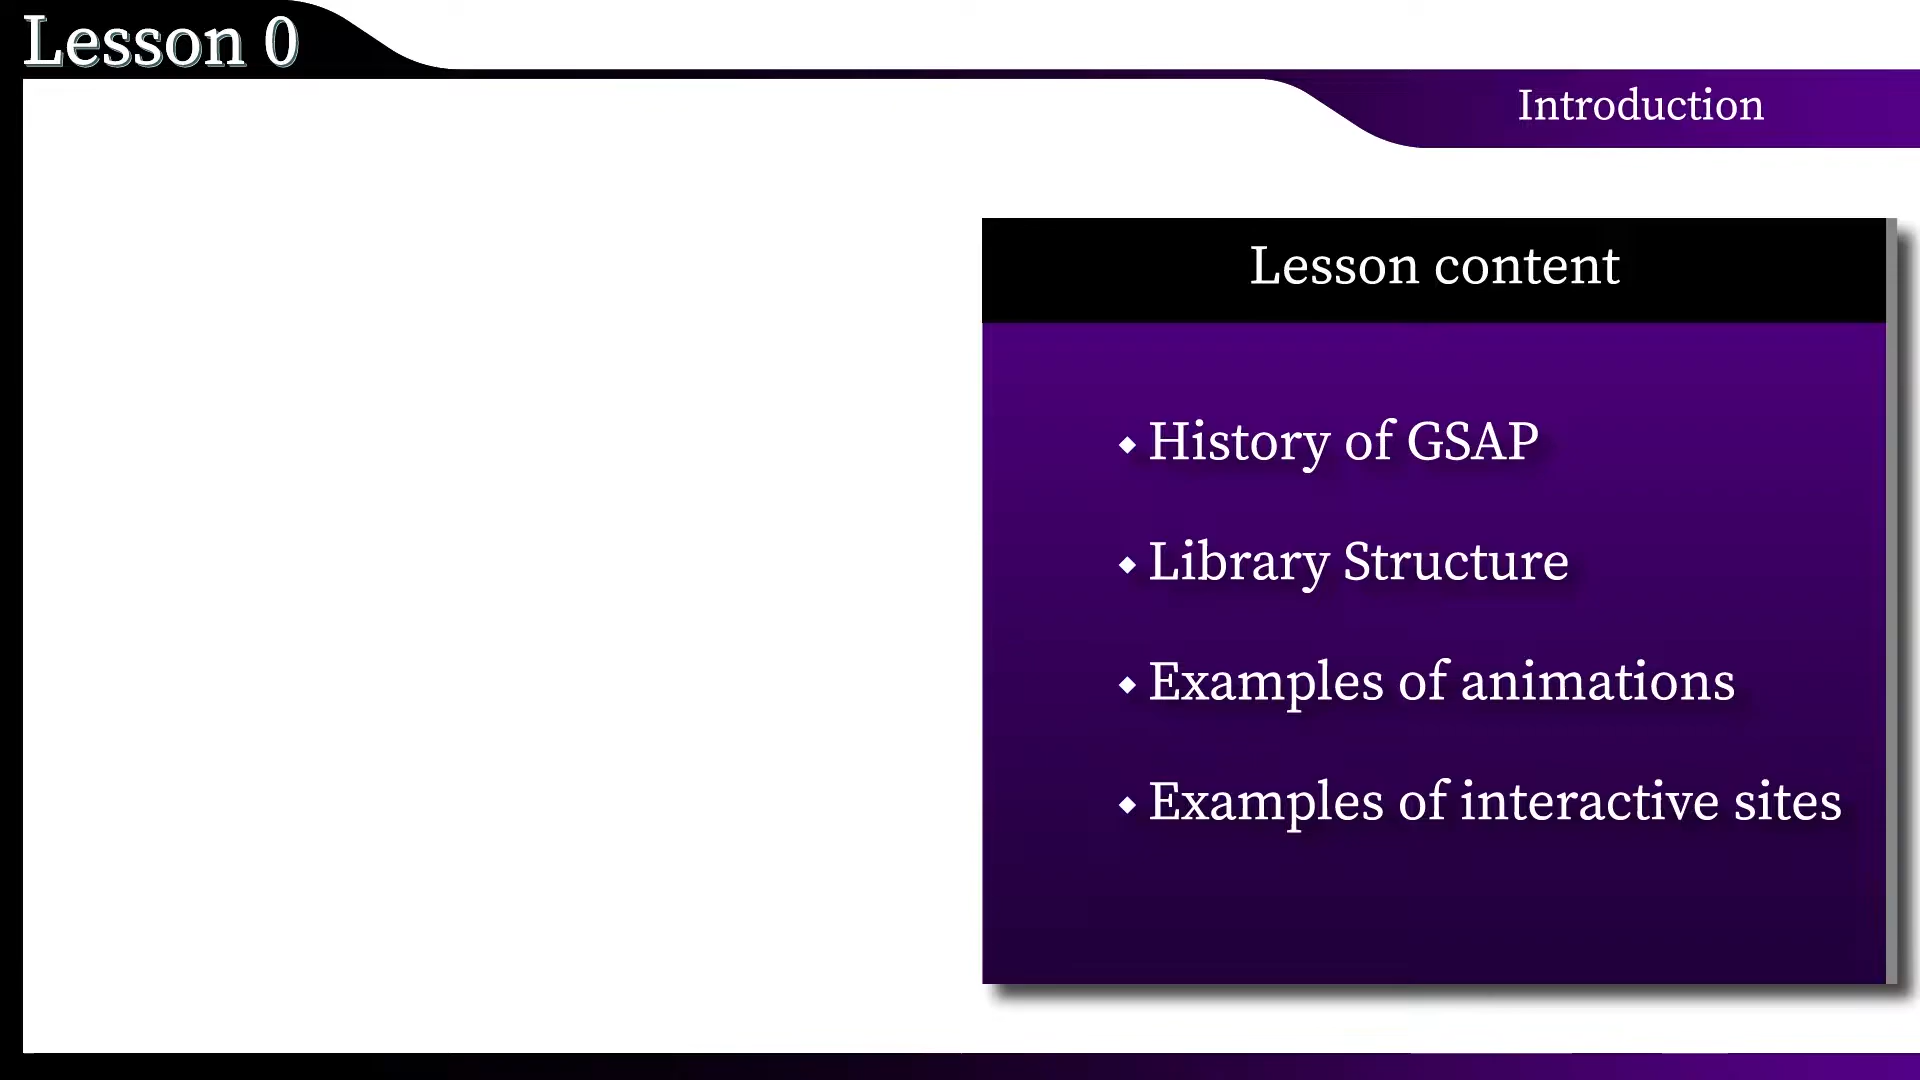 Lesson 0
Introduction
Lesson content
◆ History of GSAP
◆ Library Structure
◆ Examples of animations
◆ Examples of interactive sites